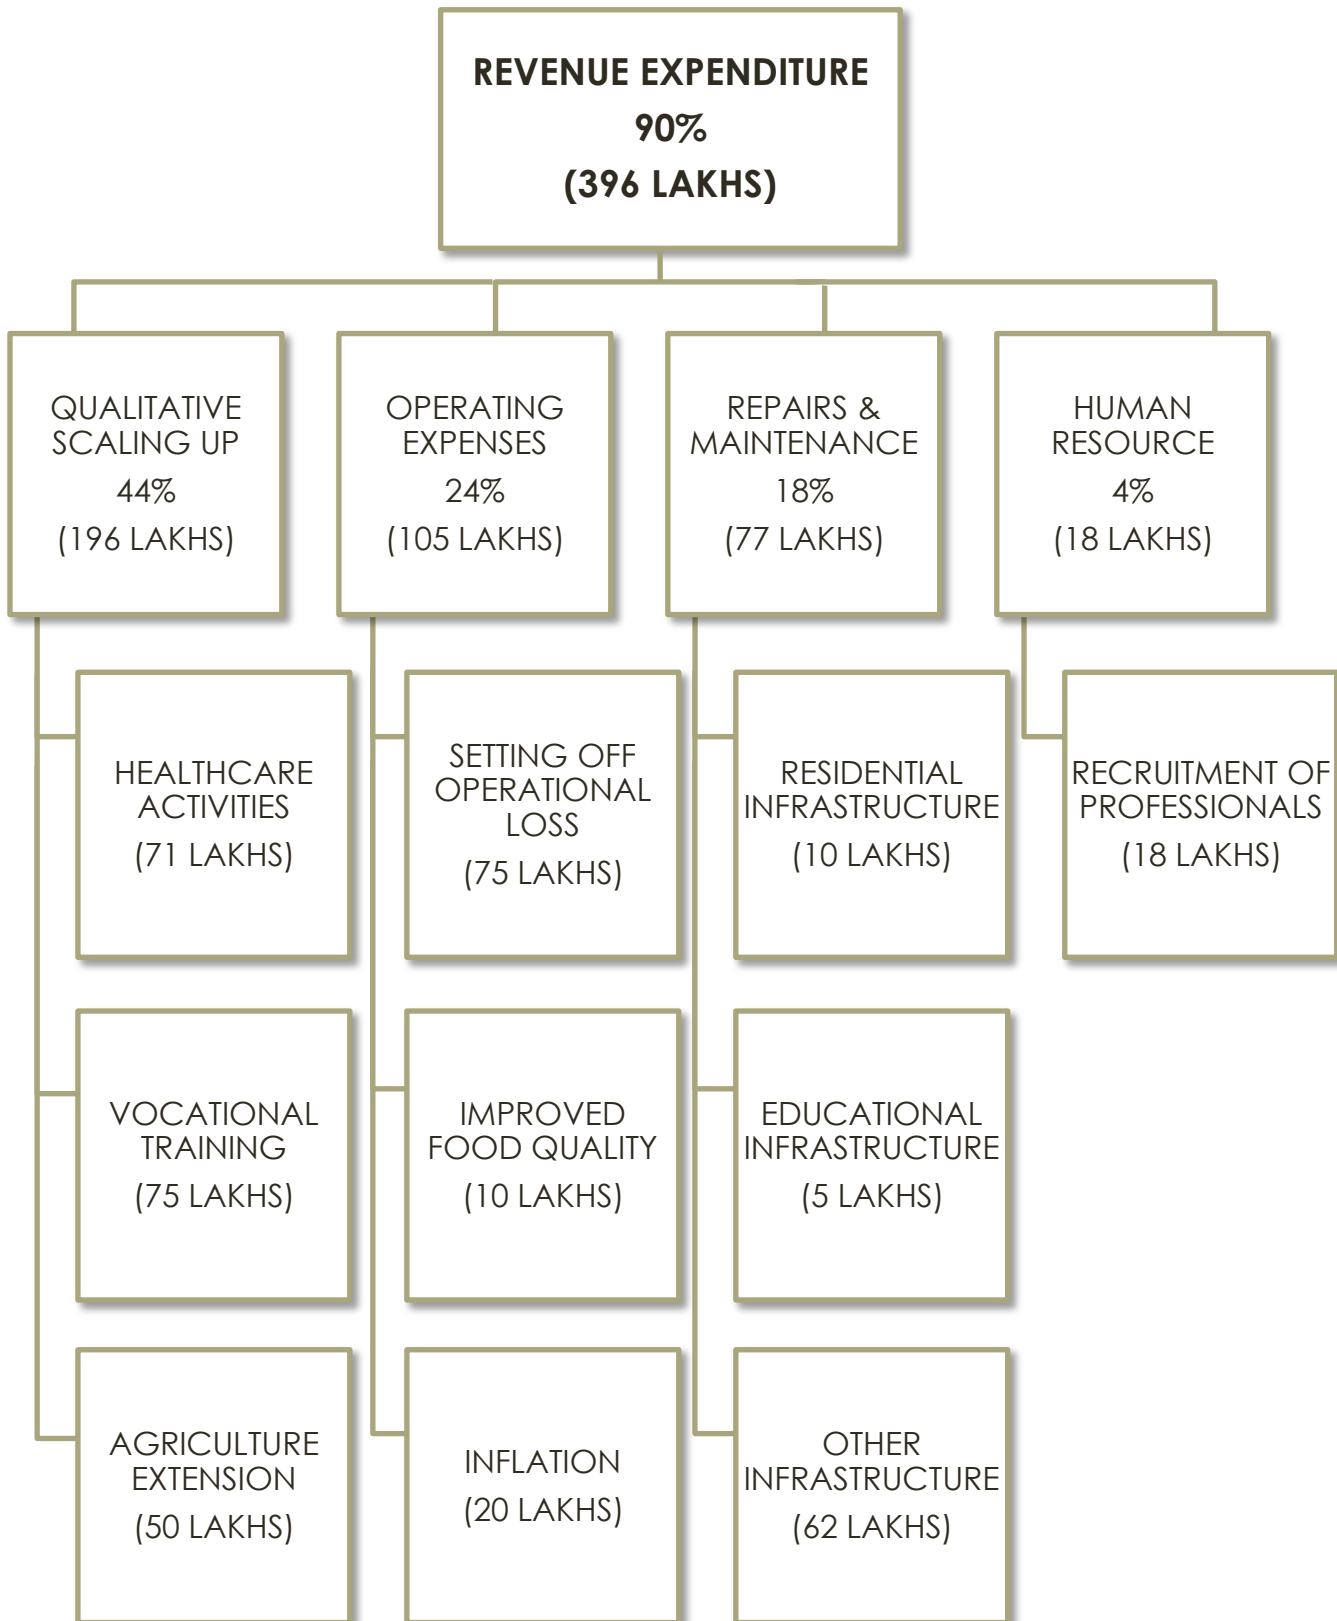 REVENUE EXPENDITURE
90%
(396 LAKHS)
QUALITATIVE
SCALING UP
44%
(196 LAKHS)
OPERATING
EXPENSES
24%
(105 LAKHS)
REPAIRS &
MAINTENANCE
18%
(77 LAKHS)
HUMAN
RESOURCE
4%
(18 LAKHS)
HEALTHCARE
ACTIVITIES
(71 LAKHS)
SETTING OFF
OPERATIONAL
LOSS
(75 LAKHS)
RESIDENTIAL
INFRASTRUCTURE
(10 LAKHS)
RECRUITMENT OF
PROFESSIONALS
(18 LAKHS)
VOCATIONAL
TRAINING
(75 LAKHS)
IMPROVED
FOOD QUALITY
(10 LAKHS)
EDUCATIONAL
INFRASTRUCTURE
(5 LAKHS)
AGRICULTURE
EXTENSION
(50 LAKHS)
INFLATION
(20 LAKHS)
OTHER
INFRASTRUCTURE
(62 LAKHS)